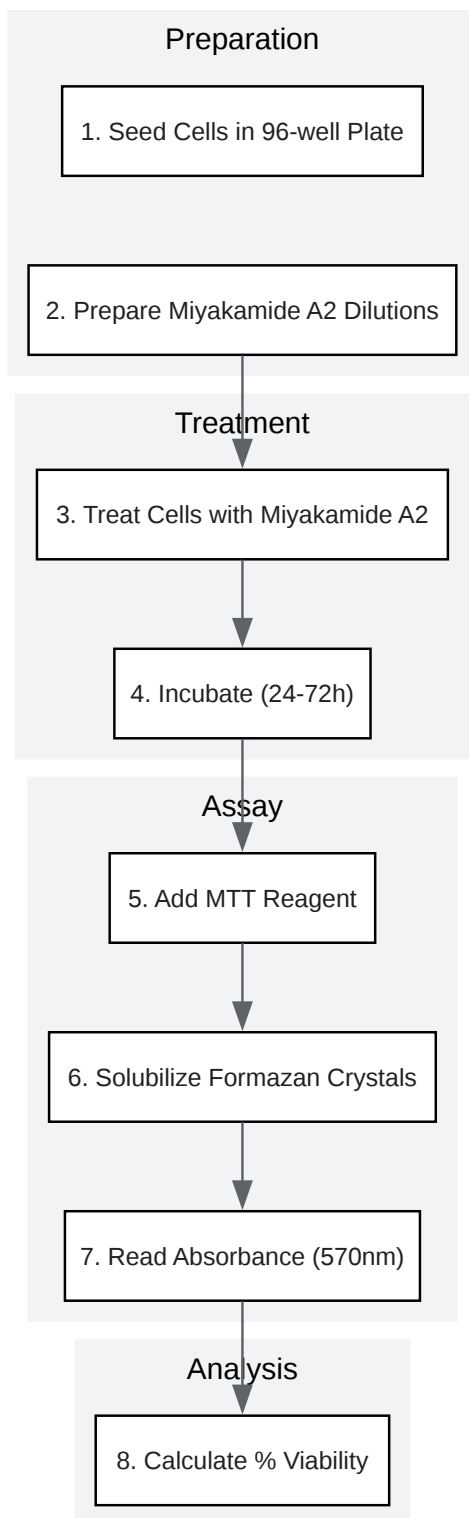 Preparation
1. Seed Cells in 96-well Plate
2. Prepare Miyakamide A2 Dilutions
Treatment
3. Treat Cells with Miyakamide A2
4. Incubate (24-72h)
Assay
5. Add MTT Reagent
6. Solubilize Formazan Crystals
7. Read Absorbance (570nm)
Analysis
8. Calculate % Viability